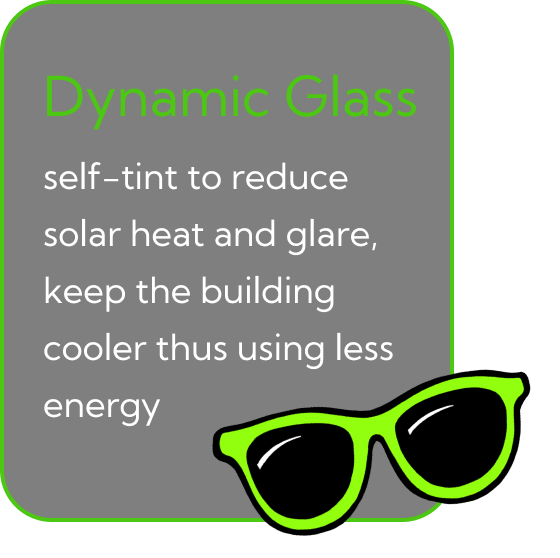 Dynamic Glass
self-tint to reduce
solar heat and glare,
keep the building
cooler thus using less
energy